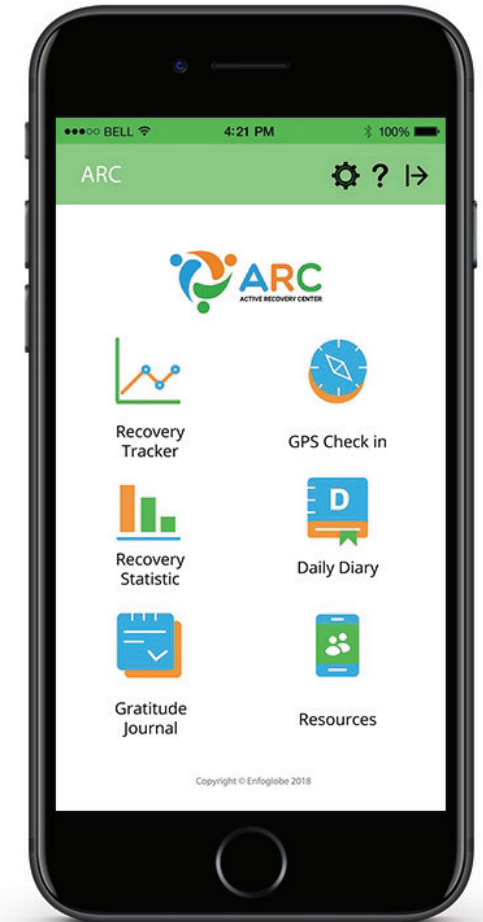 BELL 4:21 PM 100%
ARC ?
ARC
ACTIVE RECOVERY CENTER
Recovery
Tracker
GPS Check in
Recovery
Statistic
D
Daily Diary
Gratitude
Journal
Resources
Copyright © Enfoglobe 2018